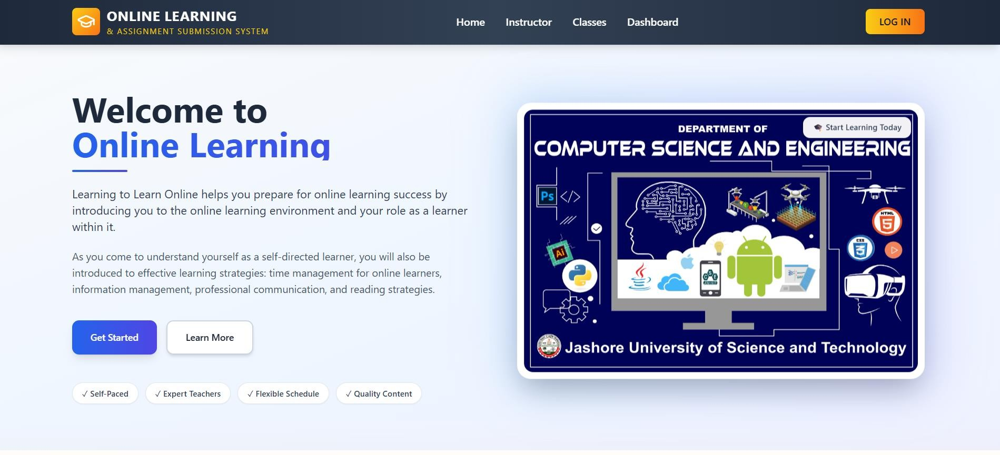 ONLINE LEARNING
& ASSIGNMENT SUBMISSION SYSTEM
Home
Instructor
Classes
Dashboard
LOG IN
Welcome to
Online Learning
Learning to Learn Online helps you prepare for online learning success by
introducing you to the online learning environment and your role as a learner
within it.
As you come to understand yourself as a self-directed learner, you will also be
introduced to effective learning strategies: time management for online learners,
information management, professional communication, and reading strategies.
Get Started
Learn More
✓ Self-Paced
✓ Expert Teachers
✓ Flexible Schedule
✓ Quality Content
Start Learning Today
DEPARTMENT OF
COMPUTER SCIENCE AND ENGINEERING
Ps
</>
Ai
CSE
HTML
5
CSS
3
Jashore University of Science and Technology